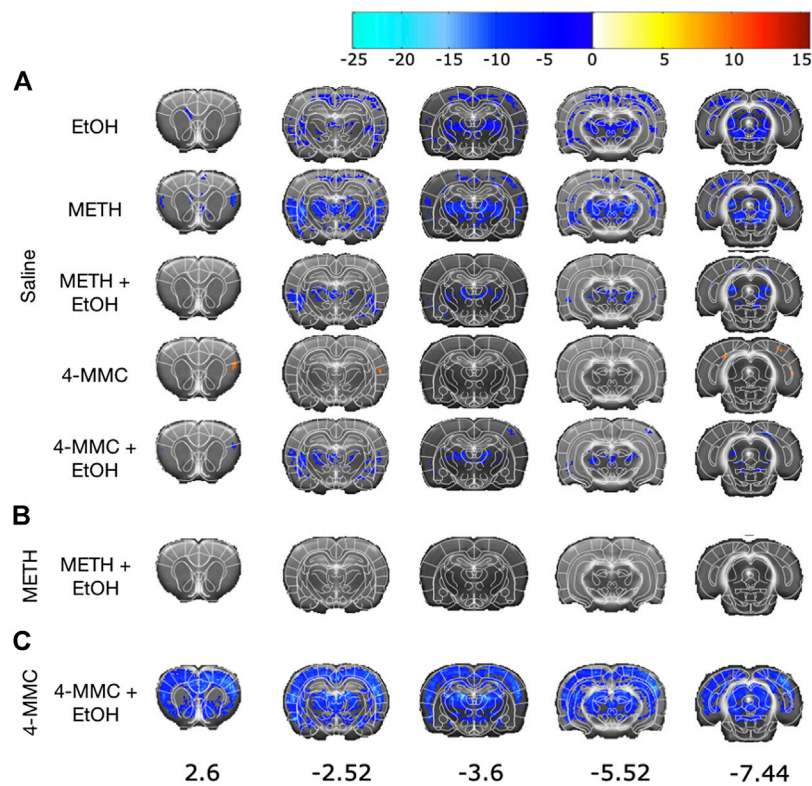 -25 -20 -15 -10 -5 0 5 10 15
A
Saline
EtOH
METH
METH +
EtOH
4-MMC
4-MMC +
EtOH
B
METH
METH +
EtOH
C
4-MMC
4-MMC +
EtOH
2.6 -2.52 -3.6 -5.52 -7.44